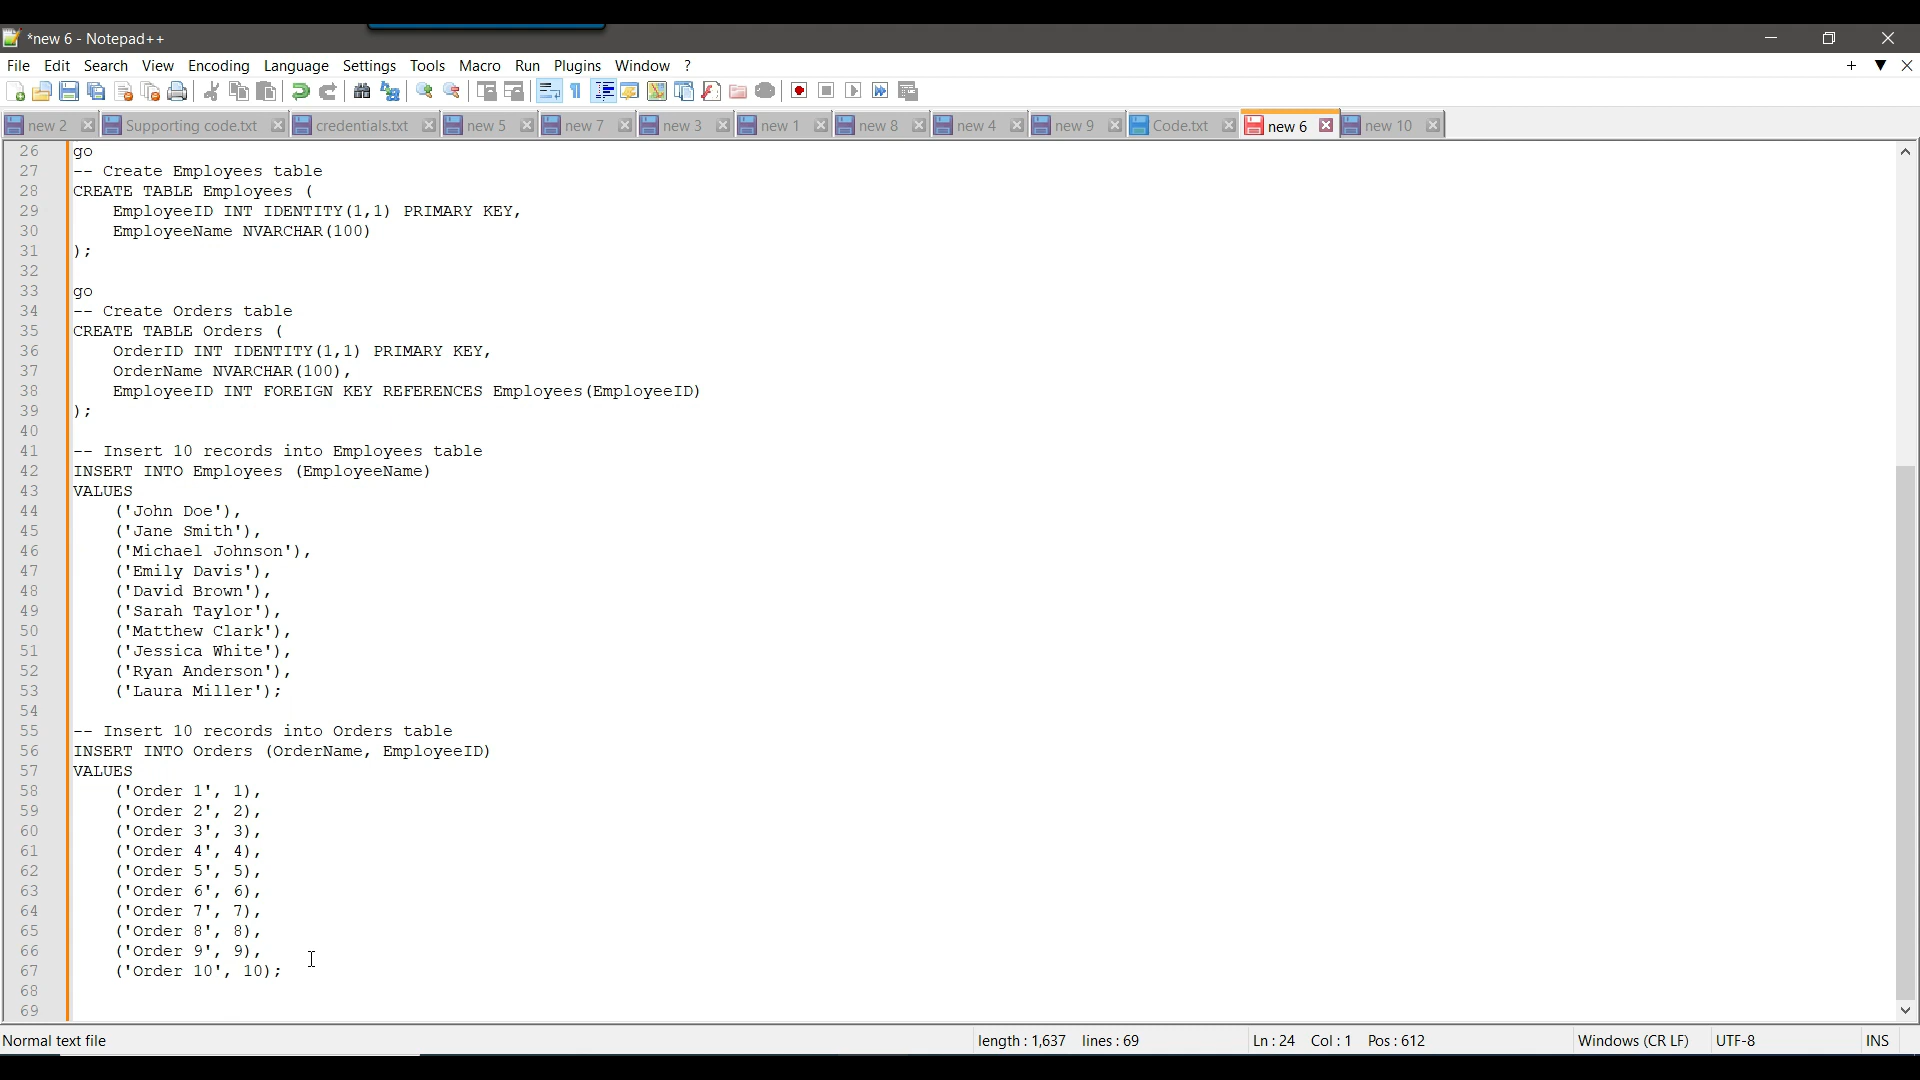 *new 6 - Notepad++
File Edit Search View Encoding Language Settings Tools Macro Run Plugins Window ?
new 2 Supporting code.txt credentials.txt new 5 new 7 new 3 new 1 new 8 new 4 new 9 Code.txt new 6 new 10
26 go
27 -- Create Employees table
28 CREATE TABLE Employees (
29 EmployeeID INT IDENTITY(1,1) PRIMARY KEY,
30 EmployeeName NVARCHAR(100)
31 );
32
33 go
34 -- Create Orders table
35 CREATE TABLE Orders (
36 OrderID INT IDENTITY(1,1) PRIMARY KEY,
37 OrderName NVARCHAR(100),
38 EmployeeID INT FOREIGN KEY REFERENCES Employees(EmployeeID)
39 );
40
41 -- Insert 10 records into Employees table
42 INSERT INTO Employees (EmployeeName)
43 VALUES
44 ('John Doe'),
45 ('Jane Smith'),
46 ('Michael Johnson'),
47 ('Emily Davis'),
48 ('David Brown'),
49 ('Sarah Taylor'),
50 ('Matthew Clark'),
51 ('Jessica White'),
52 ('Ryan Anderson'),
53 ('Laura Miller');
54
55 -- Insert 10 records into Orders table
56 INSERT INTO Orders (OrderName, EmployeeID)
57 VALUES
58 ('Order 1', 1),
59 ('Order 2', 2),
60 ('Order 3', 3),
61 ('Order 4', 4),
62 ('Order 5', 5),
63 ('Order 6', 6),
64 ('Order 7', 7),
65 ('Order 8', 8),
66 ('Order 9', 9),
67 ('Order 10', 10);
68
69
Normal text file length : 1,637 lines : 69 Ln : 24 Col : 1 Pos : 612 Windows (CR LF) UTF-8 INS